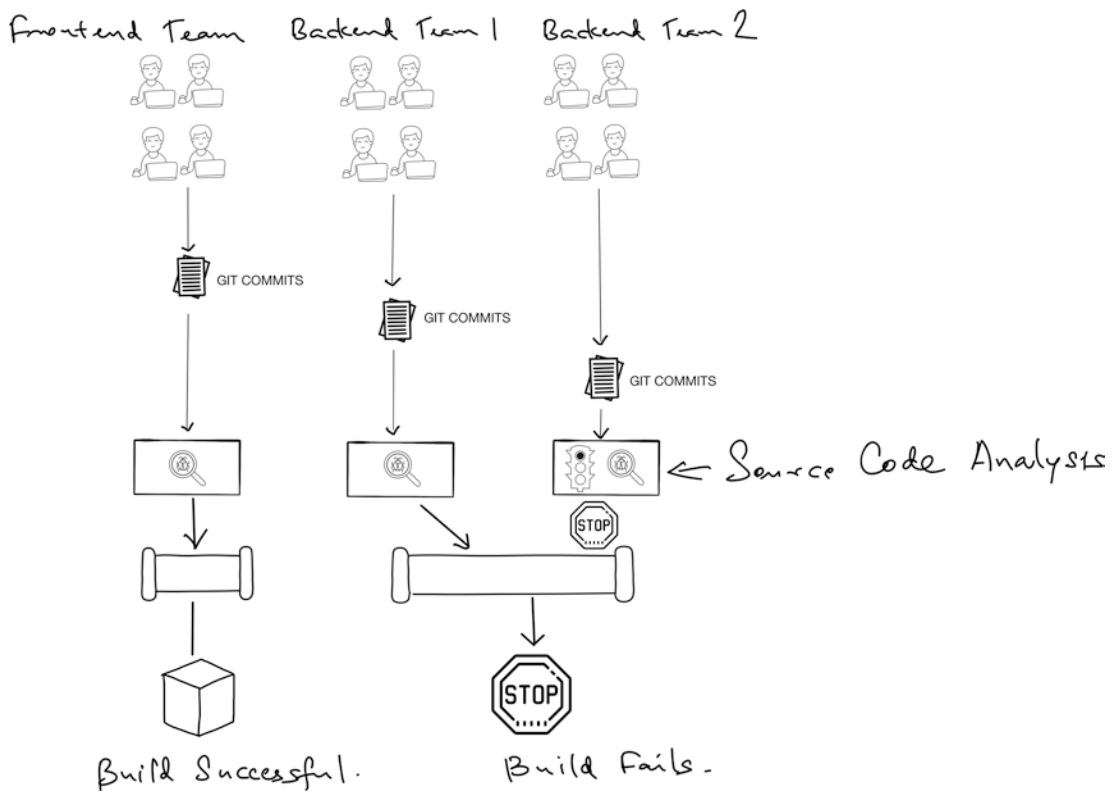 Frontend Team
Backend Team 1
Backend Team 2
GIT COMMITS
GIT COMMITS
GIT COMMITS
Source Code Analysis
STOP
STOP
Build Successful.
Build Fails.